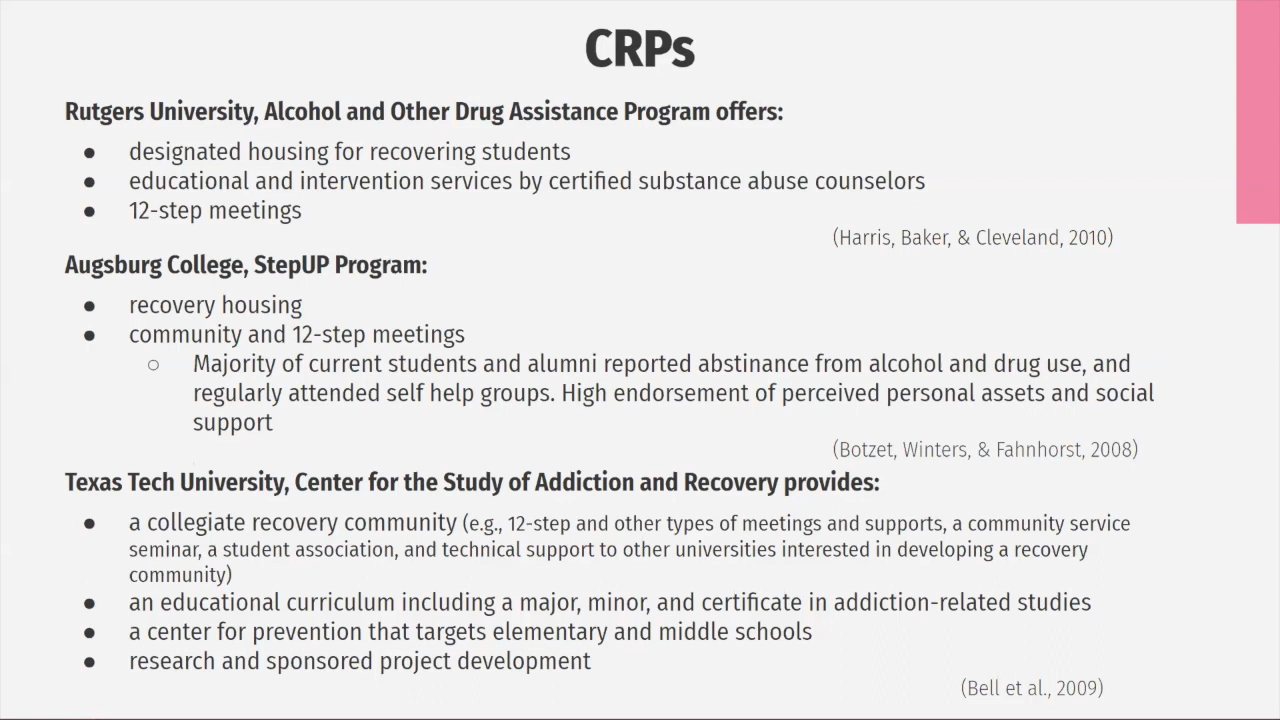 CRPs
Rutgers University, Alcohol and Other Drug Assistance Program offers:
● designated housing for recovering students
● educational and intervention services by certified substance abuse counselors
● 12-step meetings
(Harris, Baker, & Cleveland, 2010)
Augsburg College, StepUP Program:
● recovery housing
● community and 12-step meetings
○ Majority of current students and alumni reported abstinance from alcohol and drug use, and
regularly attended self help groups. High endorsement of perceived personal assets and social
support
(Botzet, Winters, & Fahnhorst, 2008)
Texas Tech University, Center for the Study of Addiction and Recovery provides:
● a collegiate recovery community (e.g., 12-step and other types of meetings and supports, a community service
seminar, a student association, and technical support to other universities interested in developing a recovery
community)
● an educational curriculum including a major, minor, and certificate in addiction-related studies
● a center for prevention that targets elementary and middle schools
● research and sponsored project development
(Bell et al., 2009)